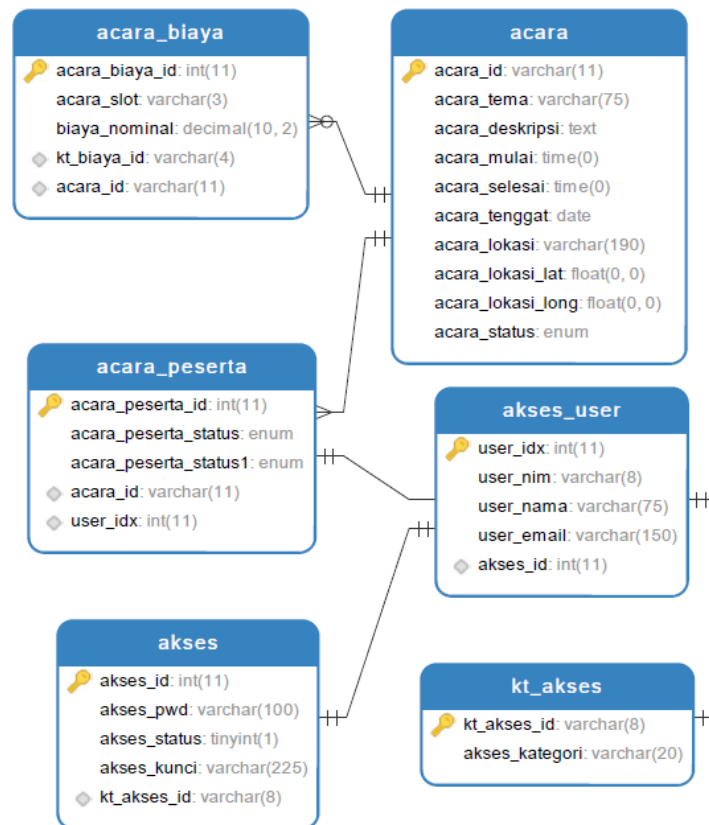 acara_biaya
acara_biaya_id: int(11)
acara_slot: varchar(3)
biaya_nominal: decimal(10, 2)
kt_biaya_id: varchar(4)
acara_id: varchar(11)
acara
acara_id: varchar(11)
acara_tema: varchar(75)
acara_deskripsi: text
acara_mulai: time(0)
acara_selesai: time(0)
acara_tenggat: date
acara_lokasi: varchar(190)
acara_lokasi_lat: float(0, 0)
acara_lokasi_long: float(0, 0)
acara_status: enum
acara_peserta
acara_peserta_id: int(11)
acara_peserta_status: enum
acara_peserta_status1: enum
acara_id: varchar(11)
user_idx: int(11)
akses_user
user_idx: int(11)
user_nim: varchar(8)
user_nama: varchar(75)
user_email: varchar(150)
akses_id: int(11)
akses
akses_id: int(11)
akses_pwd: varchar(100)
akses_status: tinyint(1)
akses_kunci: varchar(225)
kt_akses_id: varchar(8)
kt_akses
kt_akses_id: varchar(8)
akses_kategori: varchar(20)